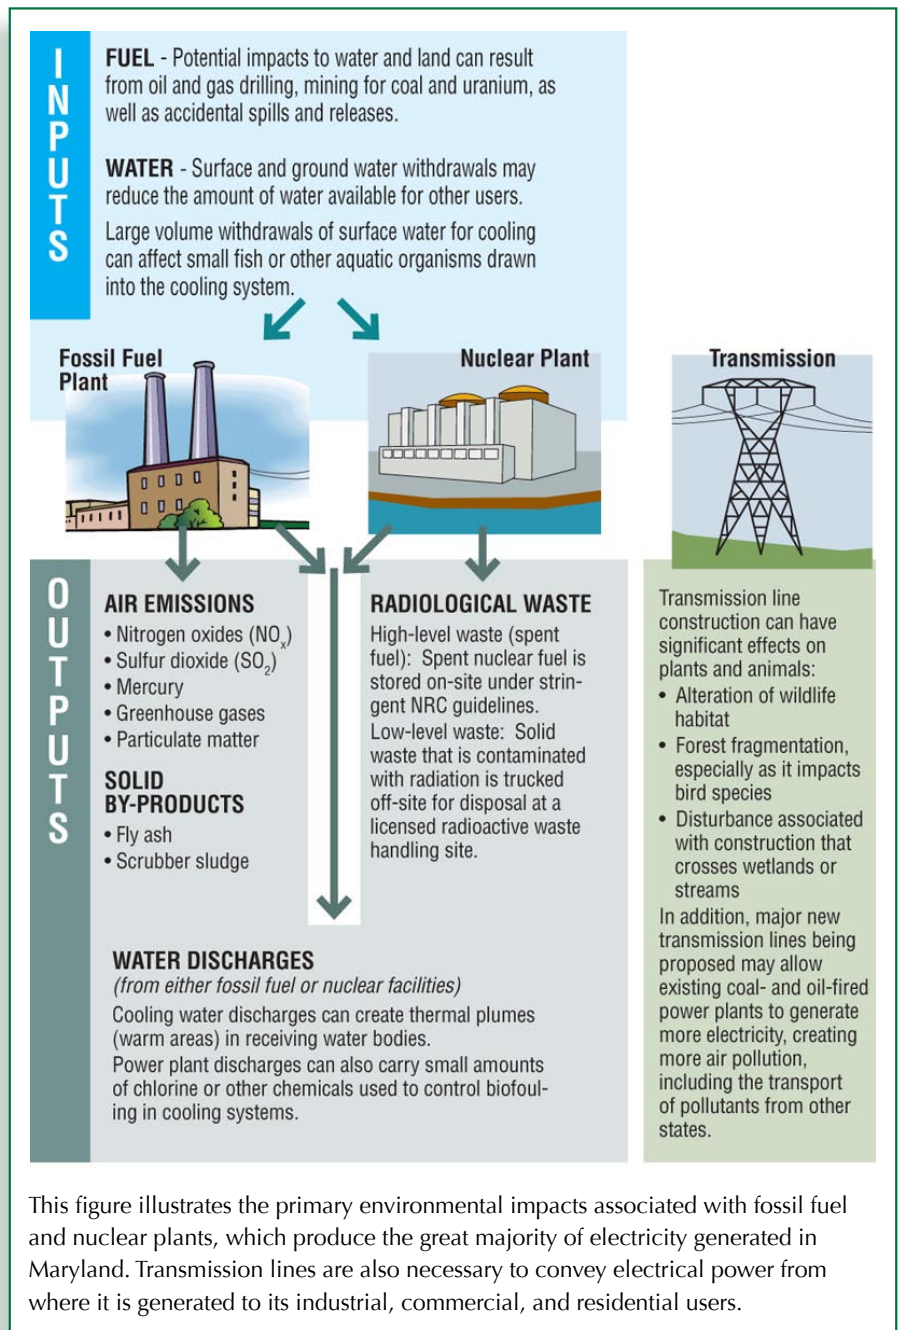 INPUTS
FUEL - Potential impacts to water and land can result
from oil and gas drilling, mining for coal and uranium, as
well as accidental spills and releases.
WATER - Surface and ground water withdrawals may
reduce the amount of water available for other users.
Large volume withdrawals of surface water for cooling
can affect small fish or other aquatic organisms drawn
into the cooling system.
Fossil Fuel
Plant
Nuclear Plant
Transmission
OUTPUTS
AIR EMISSIONS
• Nitrogen oxides (NOx)
• Sulfur dioxide (SO2)
• Mercury
• Greenhouse gases
• Particulate matter
SOLID
BY-PRODUCTS
• Fly ash
• Scrubber sludge
RADIOLOGICAL WASTE
High-level waste (spent
fuel): Spent nuclear fuel is
stored on-site under strin-
gent NRC guidelines.
Low-level waste: Solid
waste that is contaminated
with radiation is trucked
off-site for disposal at a
licensed radioactive waste
handling site.
WATER DISCHARGES
(from either fossil fuel or nuclear facilities)
Cooling water discharges can create thermal plumes
(warm areas) in receiving water bodies.
Power plant discharges can also carry small amounts
of chlorine or other chemicals used to control biofoul-
ing in cooling systems.
Transmission line
construction can have
significant effects on
plants and animals:
• Alteration of wildlife
habitat
• Forest fragmentation,
especially as it impacts
bird species
• Disturbance associated
with construction that
crosses wetlands or
streams
In addition, major new
transmission lines being
proposed may allow
existing coal- and oil-fired
power plants to generate
more electricity, creating
more air pollution,
including the transport
of pollutants from other
states.
This figure illustrates the primary environmental impacts associated with fossil fuel
and nuclear plants, which produce the great majority of electricity generated in
Maryland. Transmission lines are also necessary to convey electrical power from
where it is generated to its industrial, commercial, and residential users.